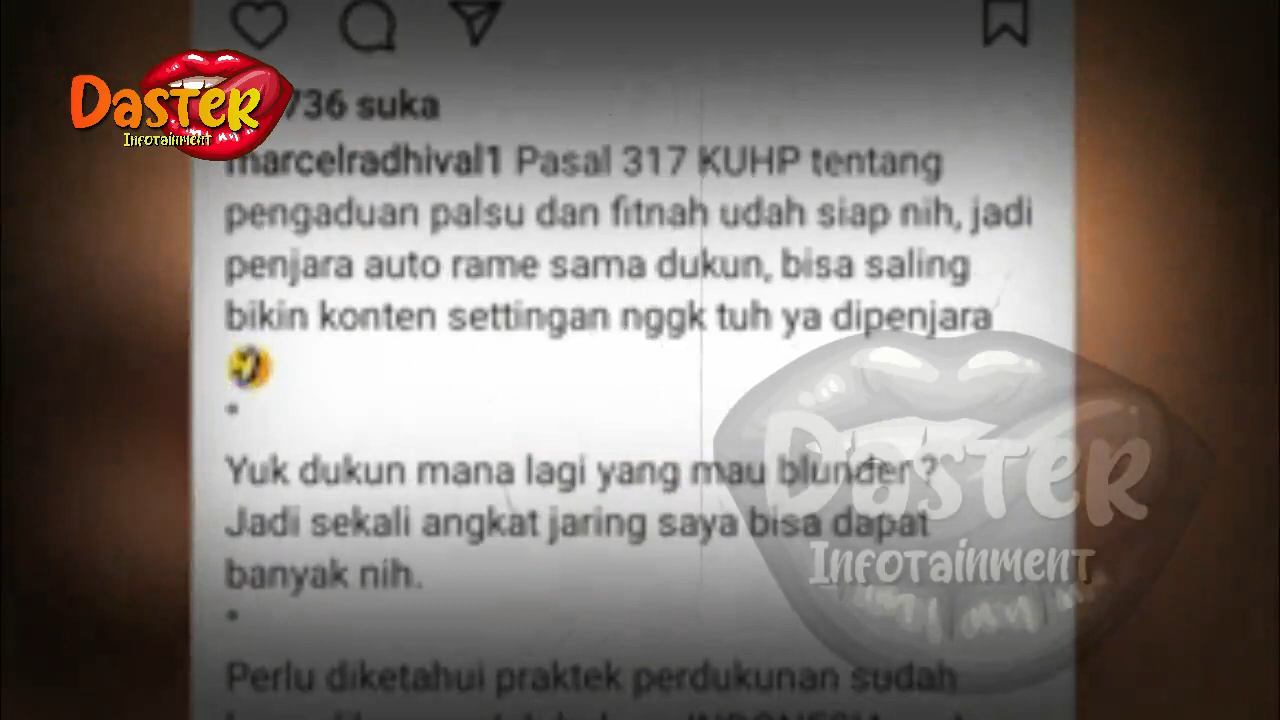 DASTER
INFOTAINMENT
736 suka
marcelradhival1 Pasal 317 KUHP tentang
pengaduan palsu dan fitnah udah siap nih, jadi
penjara auto rame sama dukun, bisa saling
bikin konten settingan nggk tuh ya dipenjara
Yuk dukun mana lagi yang mau blunder ?
Jadi sekali angkat jaring saya bisa dapat
banyak nih.
DASTER
INFOTAINMENT
Perlu diketahui praktek perdukunan sudah